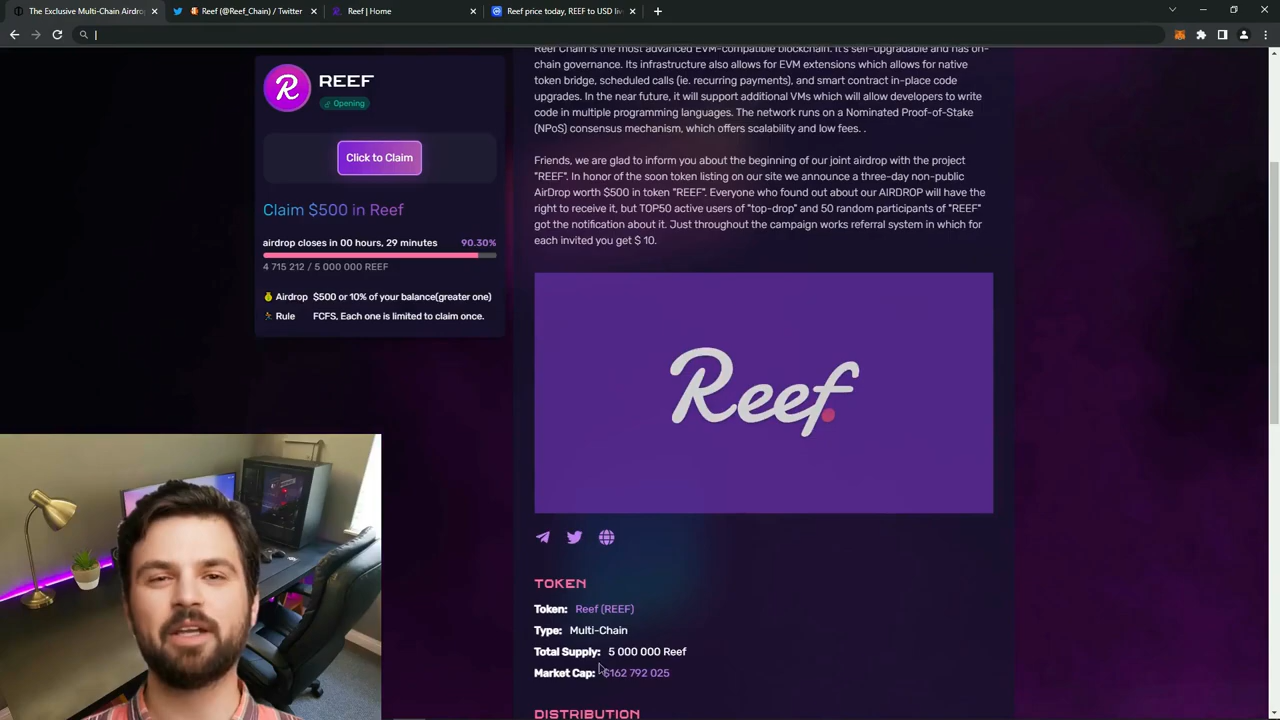 The Exclusive Multi-Chain Airdrop
Reef (@Reef_Chain) / Twitter
Reef | Home
Reef price today, REEF to USD liv
REEF
Opening
Click to Claim
Claim $500 in Reef
airdrop closes in 00 hours, 29 minutes 90.30%
4 715 212 / 5 000 000 REEF
Airdrop $500 or 10% of your balance(greater one)
Rule FCFS, Each one is limited to claim once.
Reef Chain is the most advanced EVM-compatible blockchain. It's self-upgradable and has on-
chain governance. Its infrastructure also allows for EVM extensions which allows for native
token bridge, scheduled calls (ie. recurring payments), and smart contract in-place code
upgrades. In the near future, it will support additional VMs which will allow developers to write
code in multiple programming languages. The network runs on a Nominated Proof-of-Stake
(NPoS) consensus mechanism, which offers scalability and low fees. .
Friends, we are glad to inform you about the beginning of our joint airdrop with the project
"REEF". In honor of the soon token listing on our site we announce a three-day non-public
AirDrop worth $500 in token "REEF". Everyone who found out about our AIRDROP will have the
right to receive it, but TOP50 active users of "top-drop" and 50 random participants of "REEF"
got the notification about it. Just throughout the campaign works referral system in which for
each invited you get $ 10.
Reef.
TOKEN
Token: Reef (REEF)
Type: Multi-Chain
Total Supply: 5 000 000 Reef
Market Cap: $162 792 025
DISTRIBUTION